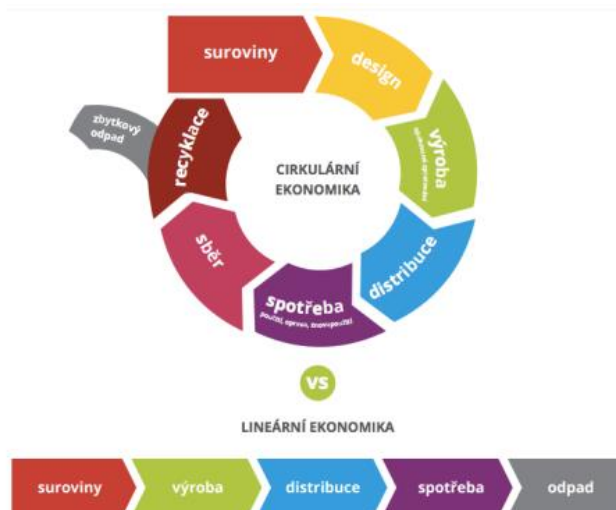 suroviny
design
výroba
distribuce
spotřeba
použití, oprava, znovupoužití
sběr
recyklace
zbytkový
odpad
CIRKULÁRNÍ
EKONOMIKA
VS
LINEÁRNÍ EKONOMIKA
suroviny
výroba
distribuce
spotřeba
odpad